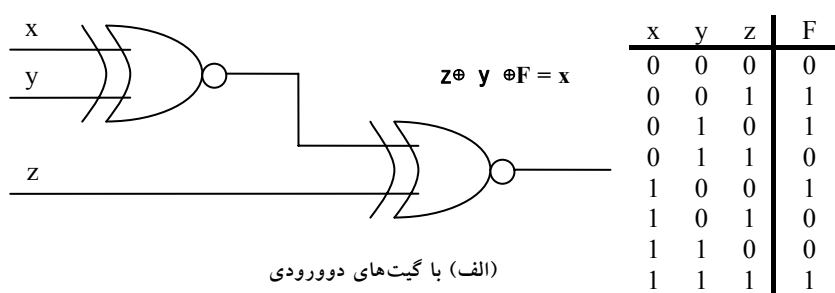 x
y
z⊕ y ⊕F = x
z
(الف) با گیت‌های دوورودی
x y z F
0 0 0 0
0 0 1 1
0 1 0 1
0 1 1 0
1 0 0 1
1 0 1 0
1 1 0 0
1 1 1 1